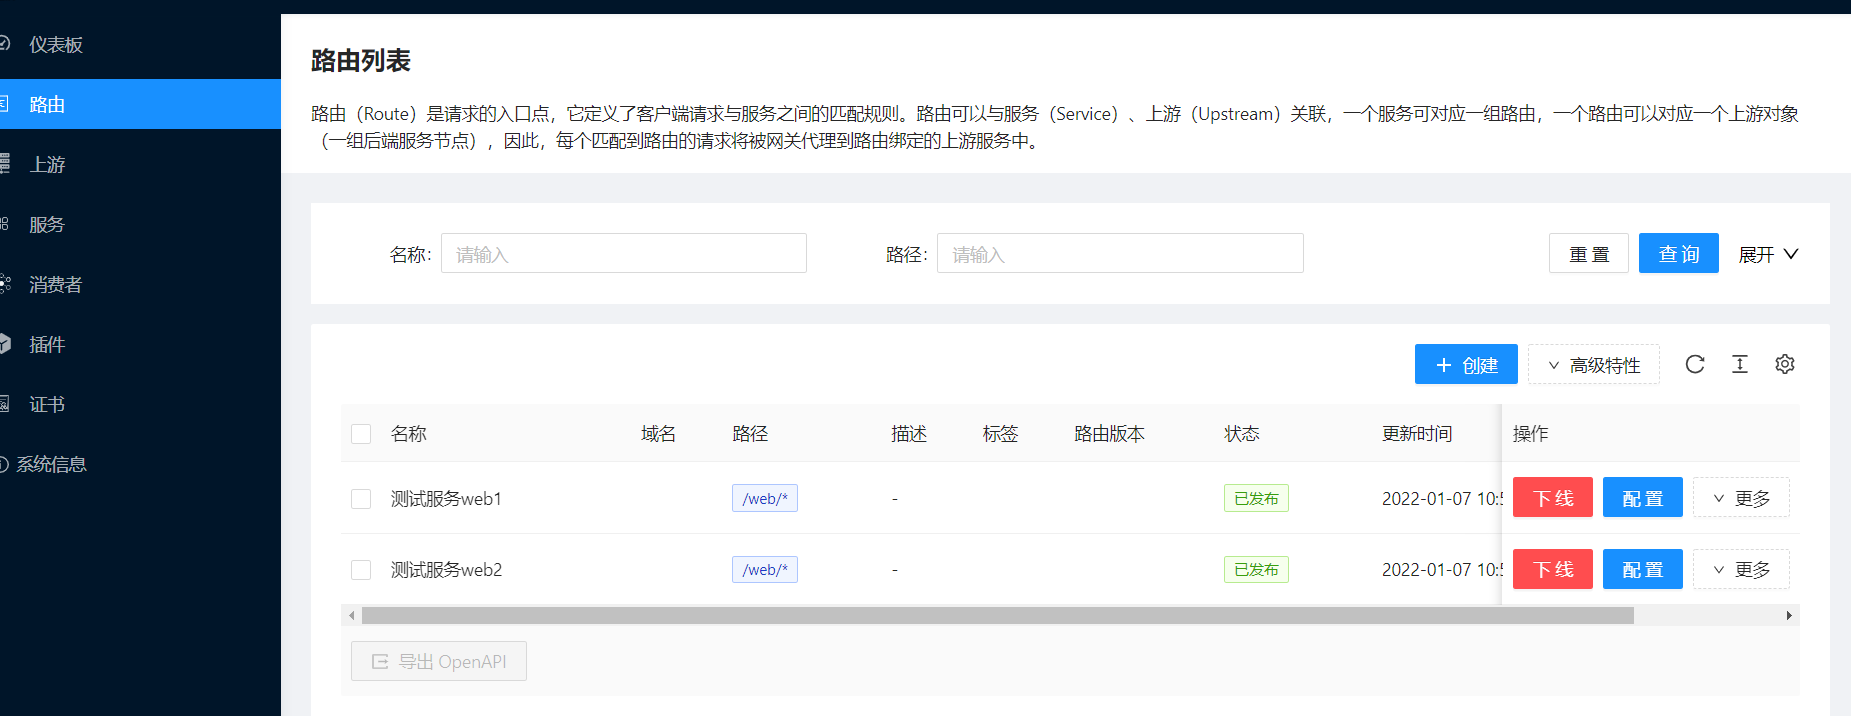 仪表板
路由
上游
服务
消费者
插件
证书
系统信息
路由列表
路由（Route）是请求的入口点，它定义了客户端请求与服务之间的匹配规则。路由可以与服务（Service）、上游（Upstream）关联，一个服务可对应一组路由，一个路由可以对应一个上游对象
（一组后端服务节点），因此，每个匹配到路由的请求将被网关代理到路由绑定的上游服务中。
名称: 请输入 路径: 请输入 重 置 查 询 展开
创建 高级特性
名称 域名 路径 描述 标签 路由版本 状态 更新时间 操作
测试服务web1 /web/* - 已发布 2022-01-07 10: 下 线 配 置 更多
测试服务web2 /web/* - 已发布 2022-01-07 10: 下 线 配 置 更多
导出 OpenAPI